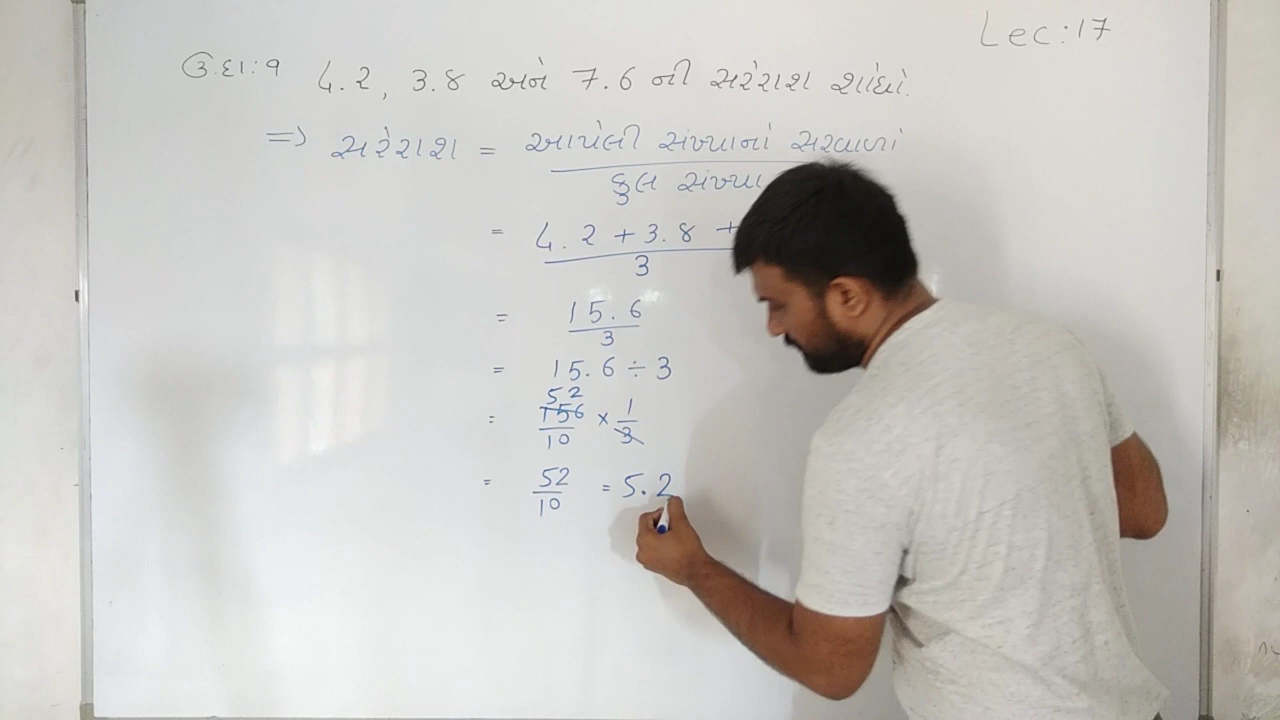 Lec:17
ઉદા:૧ 4.2, 3.8 અને 7.6 ની સરેરાશ શોધો.
=> સરેરાશ = આપેલી સંખ્યાનો સરવાળો
કુલ સંખ્યા
= 4.2 + 3.8 +
3
= 15.6
3
= 15.6 ÷ 3
52
= 156 × 1
10 3
= 52 = 5.2
10